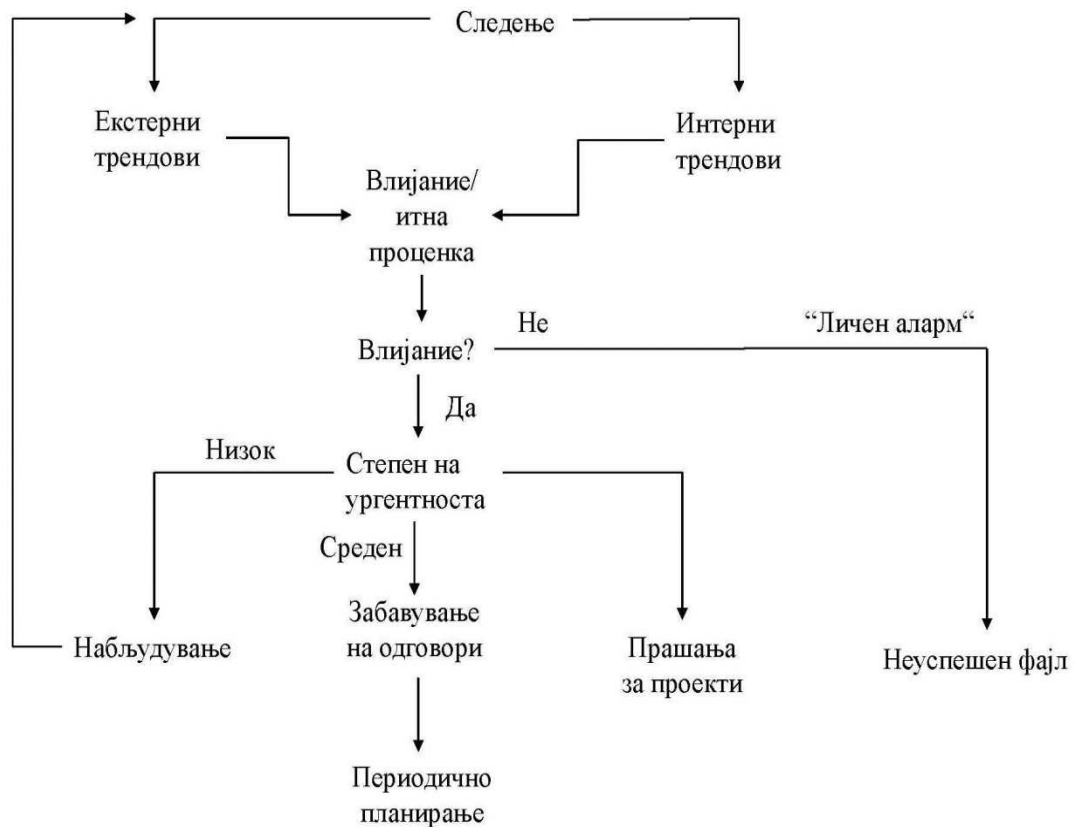 Следење
Екстерни
трендови
Интерни
трендови
Влијание/
итна
проценка
Влијание?
Не
“Личен аларм“
Да
Низок
Степен на
ургентноста
Среден
Набљудување
Забавување
на одговори
Прашања
за проекти
Неуспешен фајл
Периодично
планирање